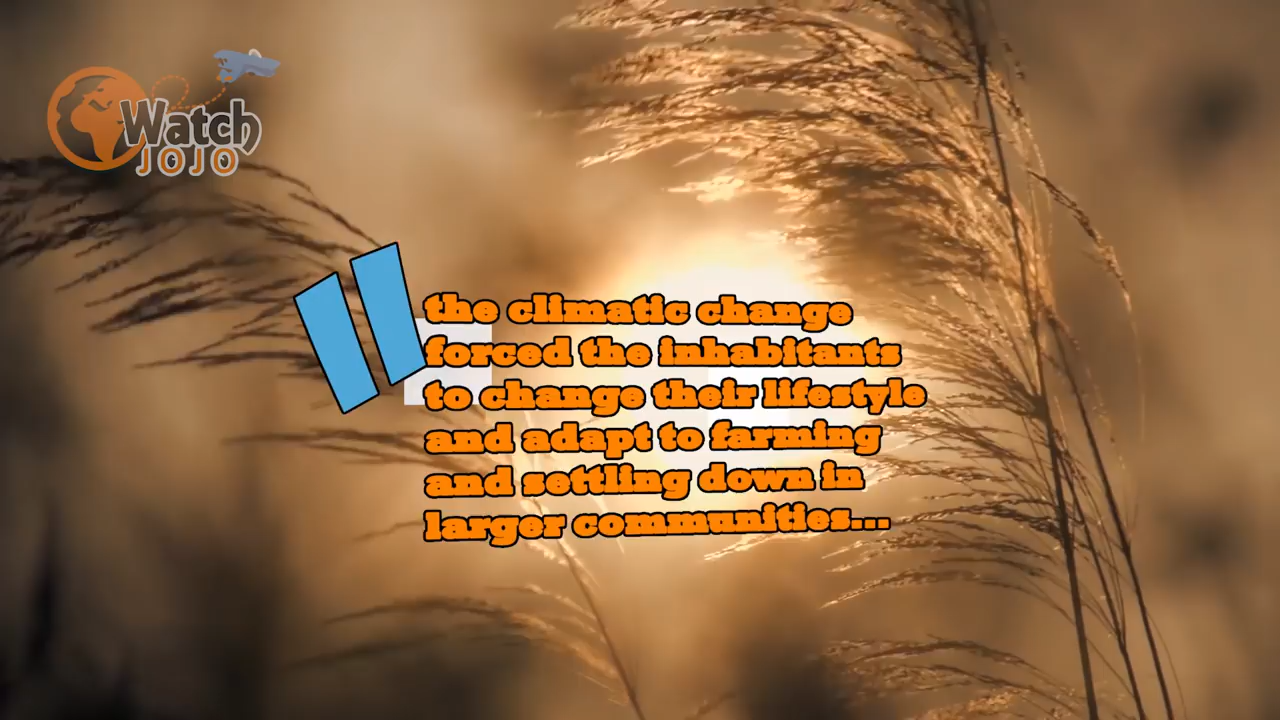 Watch
JOJO
the climatic change
forced the inhabitants
to change their lifestyle
and adapt to farming
and settling down in
larger communities...